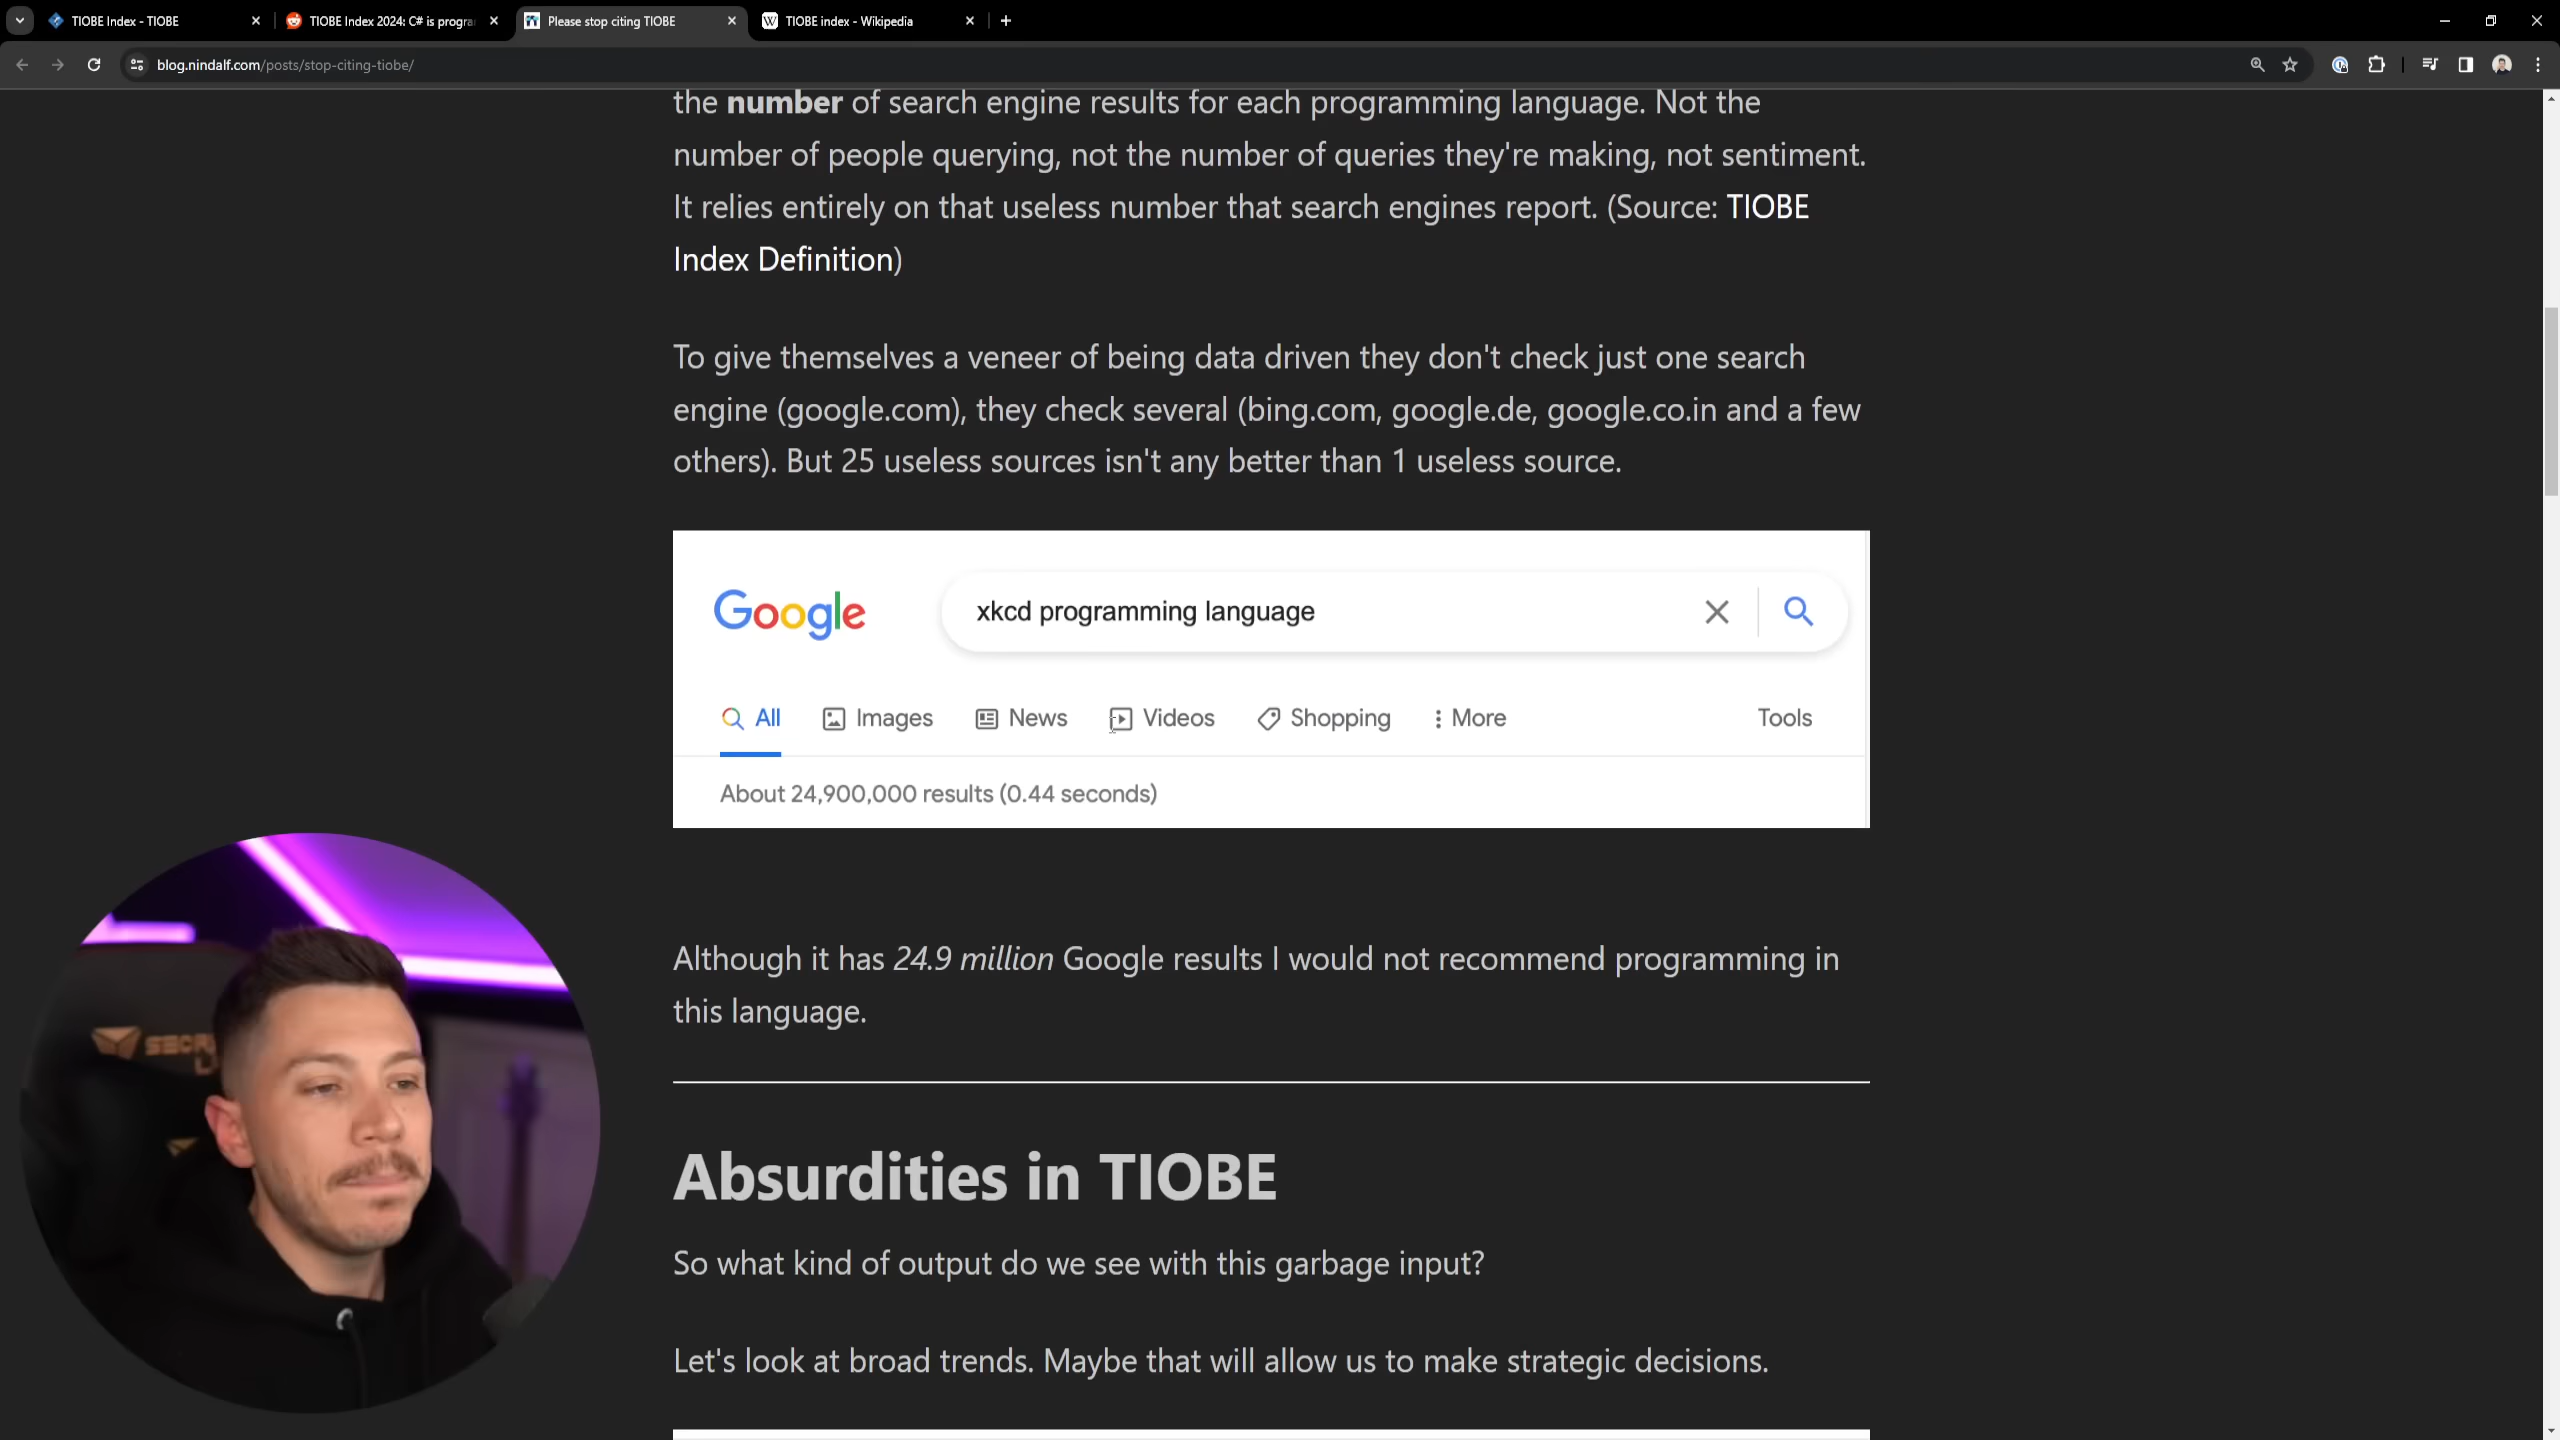 TIOBE Index - TIOBE
TIOBE Index 2024: C# is progra
Please stop citing TIOBE
TIOBE index - Wikipedia
blog.nindalf.com/posts/stop-citing-tiobe/
the number of search engine results for each programming language. Not the
number of people querying, not the number of queries they're making, not sentiment.
It relies entirely on that useless number that search engines report. (Source: TIOBE
Index Definition)
To give themselves a veneer of being data driven they don't check just one search
engine (google.com), they check several (bing.com, google.de, google.co.in and a few
others). But 25 useless sources isn't any better than 1 useless source.
Google
xkcd programming language
All Images News Videos Shopping More Tools
About 24,900,000 results (0.44 seconds)
Although it has 24.9 million Google results I would not recommend programming in
this language.
Absurdities in TIOBE
So what kind of output do we see with this garbage input?
Let's look at broad trends. Maybe that will allow us to make strategic decisions.